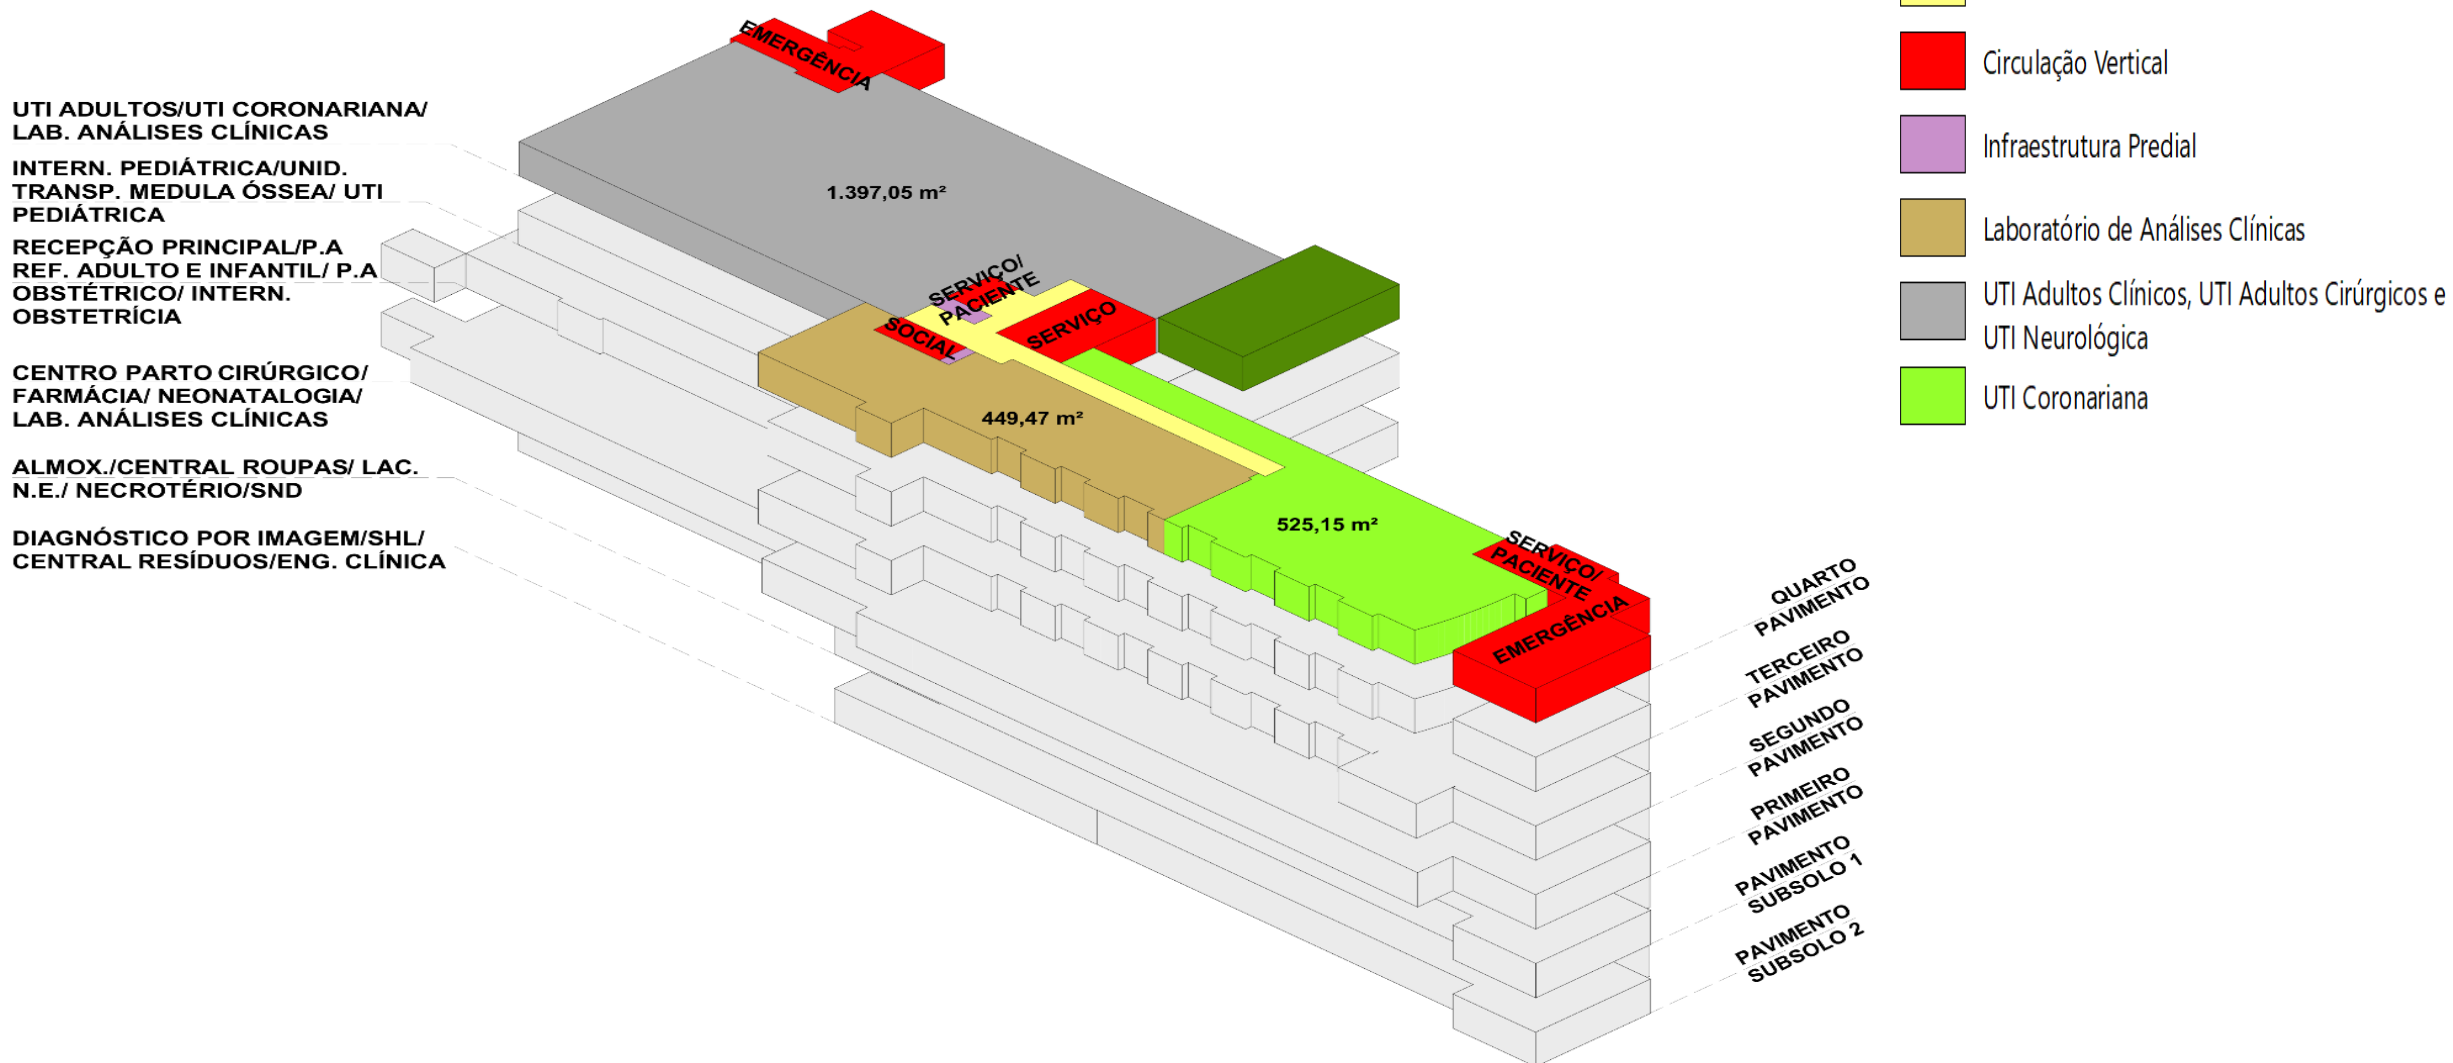 EMERGÊNCIA
UTI ADULTOS/UTI CORONARIANA/
LAB. ANÁLISES CLÍNICAS
INTERN. PEDIÁTRICA/UNID.
TRANSP. MEDULA ÓSSEA/ UTI
PEDIÁTRICA
RECEPÇÃO PRINCIPAL/P.A
REF. ADULTO E INFANTIL/ P.A
OBSTÉTRICO/ INTERN.
OBSTETRÍCIA
CENTRO PARTO CIRÚRGICO/
FARMÁCIA/ NEONATALOGIA/
LAB. ANÁLISES CLÍNICAS
ALMOX./CENTRAL ROUPAS/ LAC.
N.E./ NECROTÉRIO/SND
DIAGNÓSTICO POR IMAGEM/SHL/
CENTRAL RESÍDUOS/ENG. CLÍNICA
1.397,05 m²
SERVIÇO/
PACIENTE
SOCIAL
SERVIÇO
449,47 m²
525,15 m²
SERVIÇO/
PACIENTE
EMERGÊNCIA
QUARTO
PAVIMENTO
TERCEIRO
PAVIMENTO
SEGUNDO
PAVIMENTO
PRIMEIRO
PAVIMENTO
PAVIMENTO
SUBSOLO 1
PAVIMENTO
SUBSOLO 2
Circulação Vertical
Infraestrutura Predial
Laboratório de Análises Clínicas
UTI Adultos Clínicos, UTI Adultos Cirúrgicos e
UTI Neurológica
UTI Coronariana